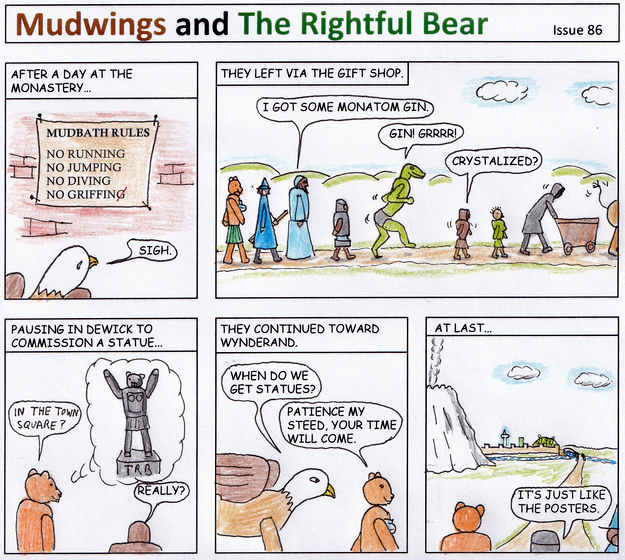 Mudwings and The Rightful Bear
Issue 86
AFTER A DAY AT THE
MONASTERY...
MUDBATH RULES
NO RUNNING
NO JUMPING
NO DIVING
NO GRIFFING
SIGH.
THEY LEFT VIA THE GIFT SHOP.
I GOT SOME MONATOM GIN.
GIN! GRRRR!
CRYSTALIZED?
PAUSING IN DEWICK TO
COMMISSION A STATUE...
IN THE TOWN
SQUARE?
TRB
REALLY?
THEY CONTINUED TOWARD
WYNDERAND.
WHEN DO WE
GET STATUES?
PATIENCE MY
STEED, YOUR TIME
WILL COME.
AT LAST...
IT'S JUST LIKE
THE POSTERS.